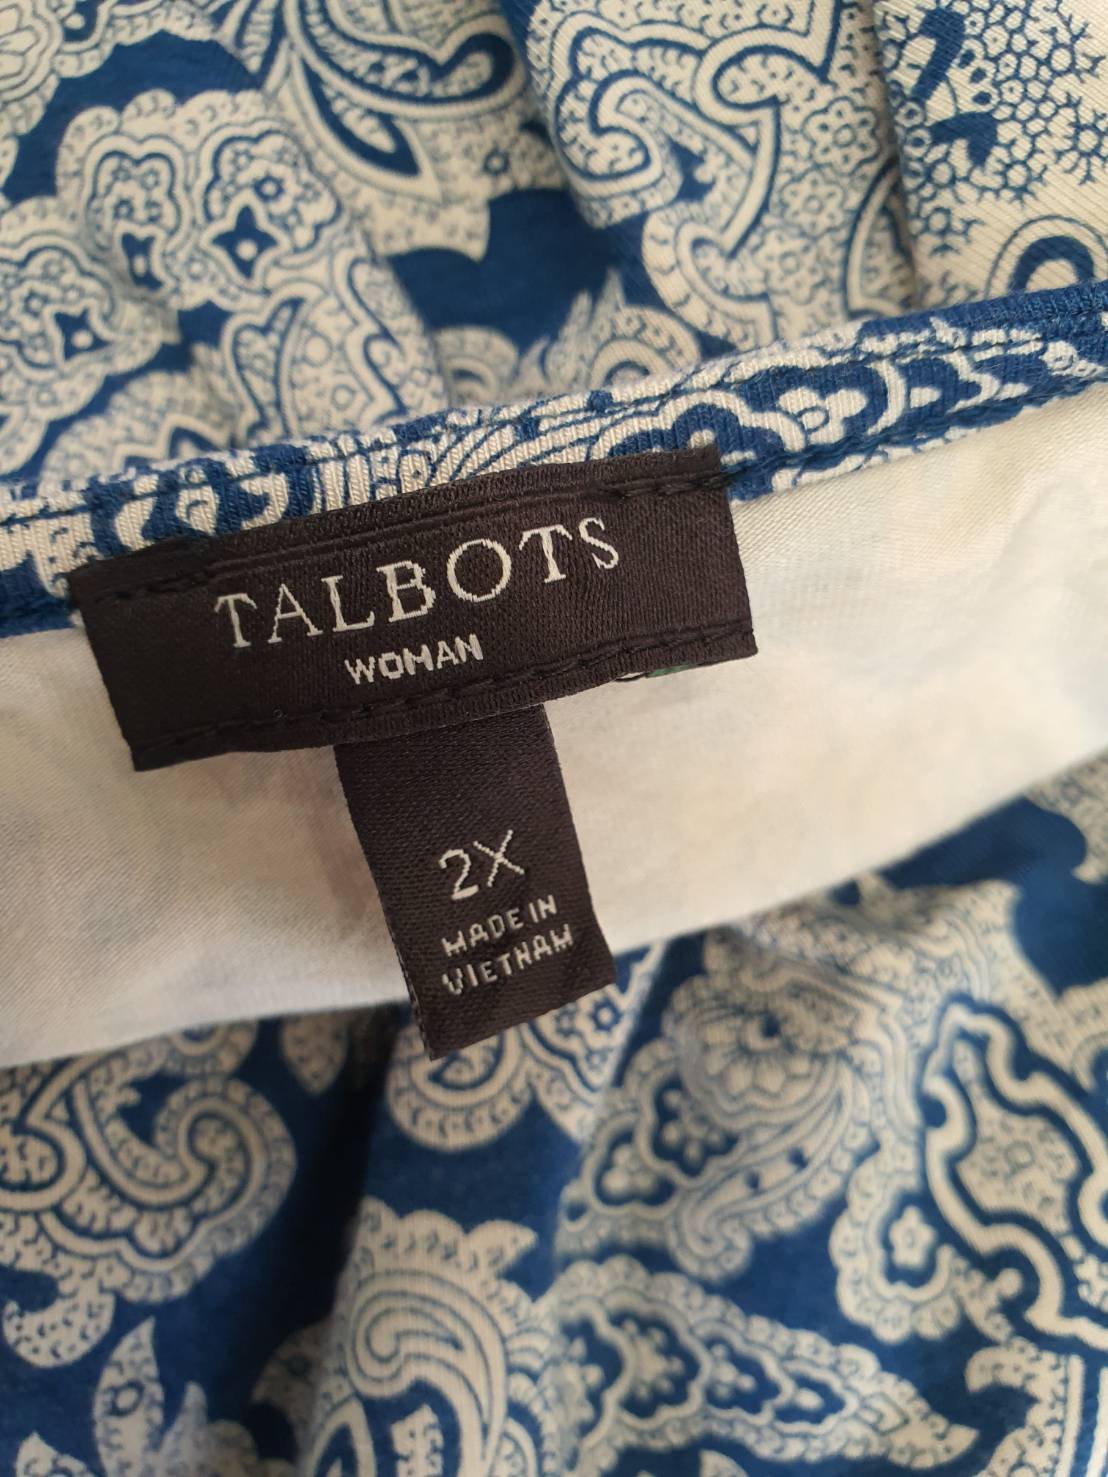 TALBOTS
WOMAN
2X
MADE IN
VIETNAM